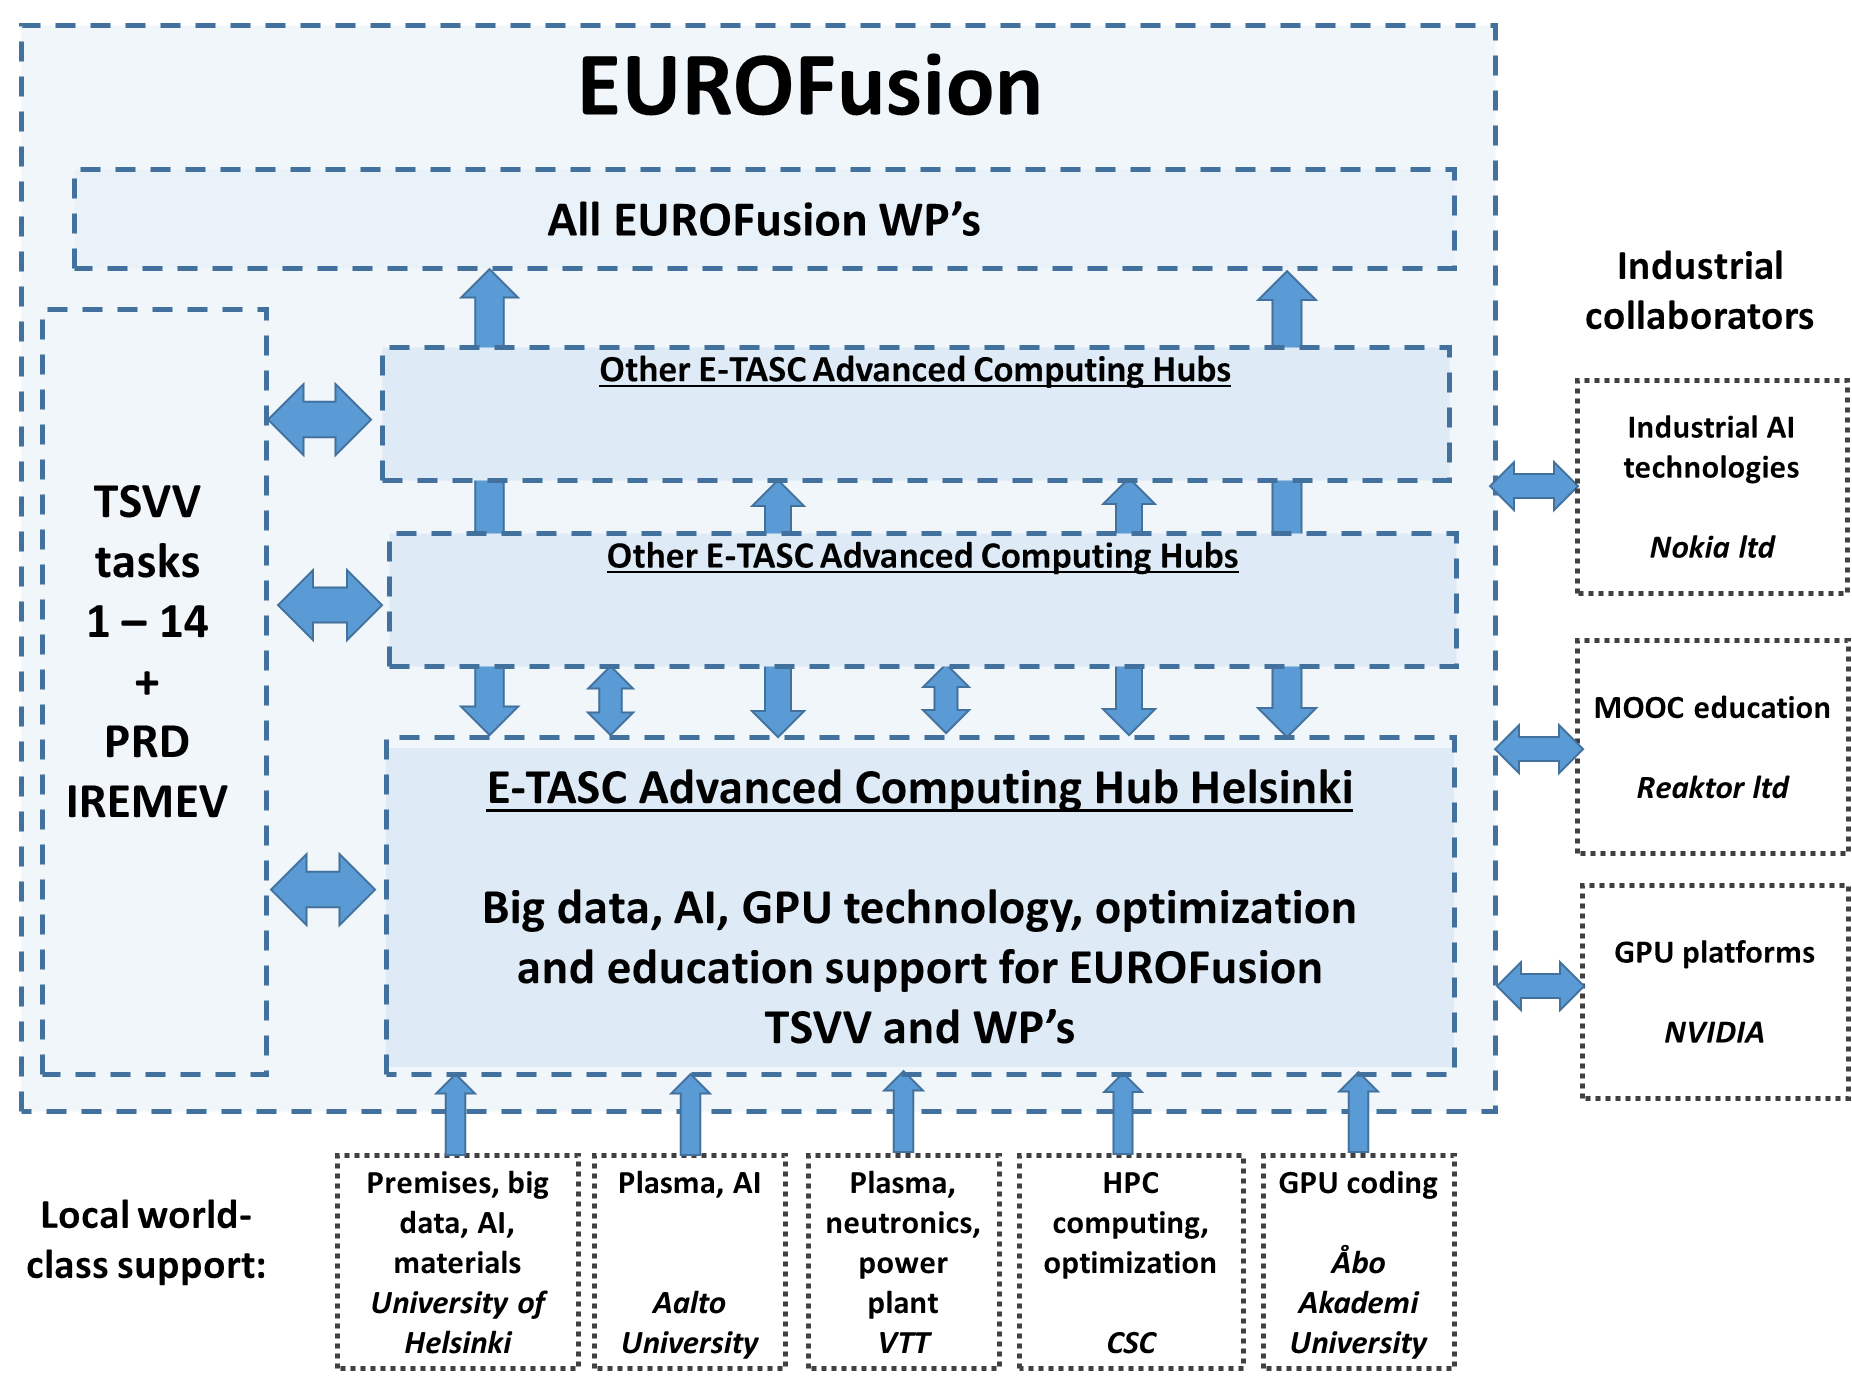 EUROFusion
All EUROFusion WP’s
Other E-TASC Advanced Computing Hubs
Other E-TASC Advanced Computing Hubs
TSVV
tasks
1 – 14
+
PRD
IREMEV
E-TASC Advanced Computing Hub Helsinki
Big data, AI, GPU technology, optimization
and education support for EUROFusion
TSVV and WP’s
Industrial
collaborators
Industrial AI
technologies
Nokia ltd
MOOC education
Reaktor ltd
GPU platforms
NVIDIA
Local world-
class support:
Premises, big
data, AI,
materials
University of
Helsinki
Plasma, AI
Aalto
University
Plasma,
neutronics,
power
plant
VTT
HPC
computing,
optimization
CSC
GPU coding
Åbo
Akademi
University